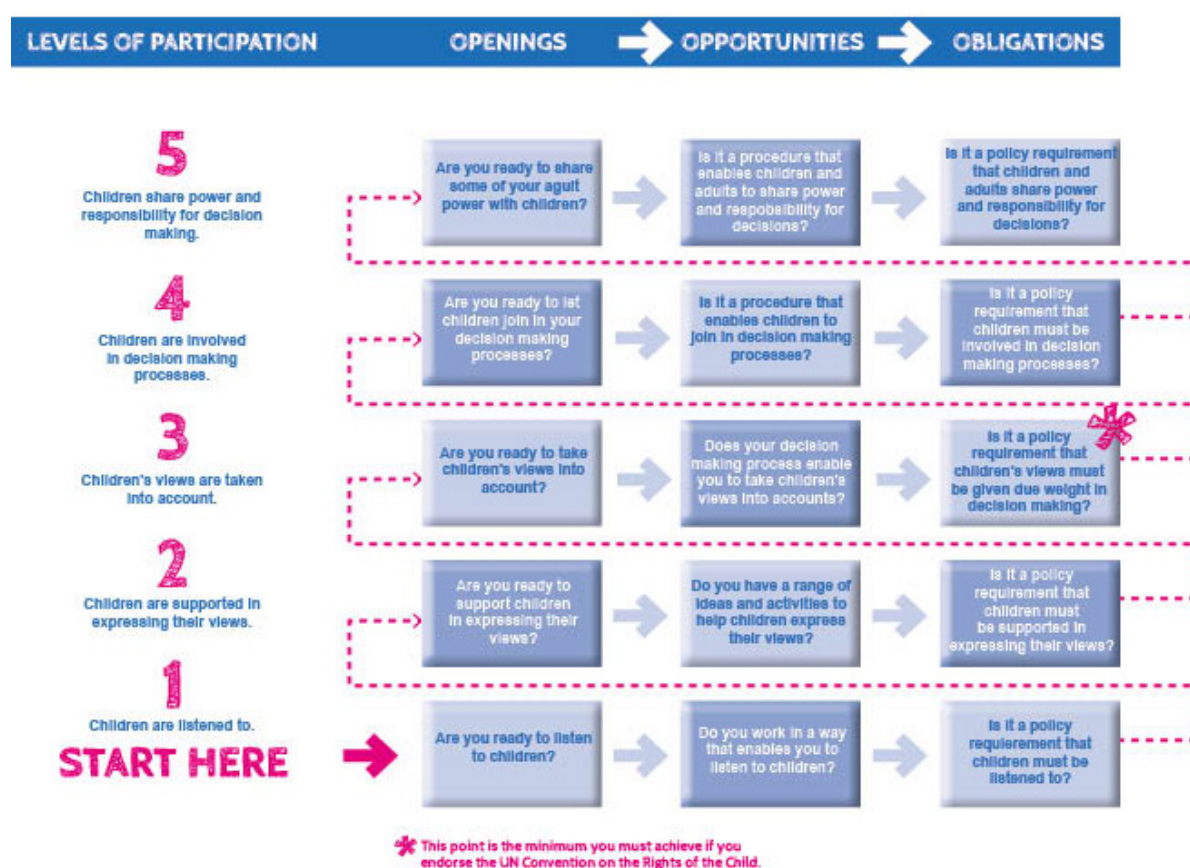 LEVELS OF PARTICIPATION
OPENINGS
OPPORTUNITIES
OBLIGATIONS
5
Children share power and
responsibility for decision
making.
Are you ready to share
some of your agult
power with children?
Is it a procedure that
enables children and
adults to share power
and respobsibility for
decisions?
Is it a policy requirement
that children and
adults share power
and responsibility for
decisions?
4
Children are involved
in decision making
processes.
Are you ready to let
children join in your
decision making
processes?
Is it a procedure that
enables children to
join in decision making
processes?
Is it a policy
requirement that
children must be
involved in decision
making processes?
3
Children's views are taken
into account.
Are you ready to take
children's views into
account?
Does your decision
making process enable
you to take children's
views into accounts?
Is it a policy
requirement that
children's views must
be given due weight in
decision making?
2
Children are supported in
expressing their views.
Are you ready to
support children
in expressing their
views?
Do you have a range of
ideas and activities to
help children express
their views?
Is it a policy
requirement that
children must
be supported in
expressing their views?
1
Children are listened to.
START HERE
Are you ready to listen
to children?
Do you work in a way
that enables you to
listen to children?
Is it a policy
requierement that
children must be
listened to?
* This point is the minimum you must achieve if you
endorse the UN Convention on the Rights of the Child.